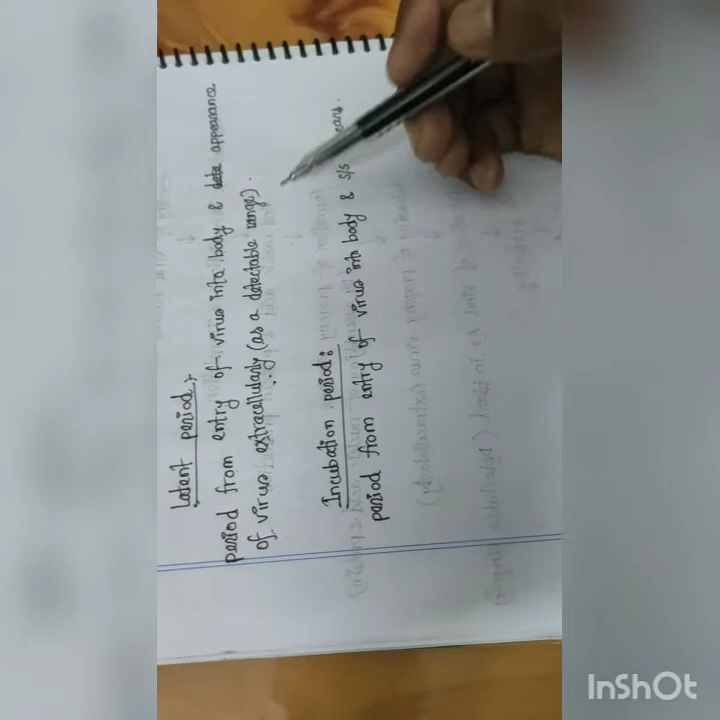 Latent period:
period from entry of virus into body & appearance
of virus extracellularly (as a detectable range).
Incubation period:
period from entry of virus into body & s/s
InShOt